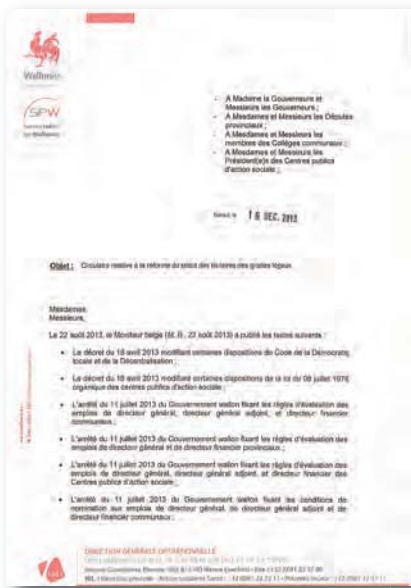 Wallonie
SPW
Service public
de Wallonie
- A Madame la Gouverneure et
Messieurs les Gouverneurs ;
- A Mesdames et Messieurs les Députés
provinciaux ;
- A Mesdames et Messieurs les
membres des Collèges communaux ;
- A Mesdames et Messieurs les
Président(e)s des Centres publics
d'action sociale ;
16 DEC. 2013
Objet : Circulaire relative à la réforme du statut des titulaires des grades légaux
Mesdames,
Messieurs,
Le 22 août 2013, le Moniteur belge (M. B., 22 août 2013) a publié les textes suivants :
• Le décret du 18 avril 2013 modifiant certaines dispositions du Code de la Démocratie
locale et de la Décentralisation ;
• Le décret du 18 avril 2013 modifiant certaines dispositions de la loi du 08 juillet 1976
organique des centres publics d'action sociale ;
• L'arrêté du 11 juillet 2013 du Gouvernement wallon fixant les règles d'évaluation des
emplois de directeur général, directeur général adjoint, et directeur financier
communaux ;
• L'arrêté du 11 juillet 2013 du Gouvernement wallon fixant les règles d'évaluation des
emplois de directeur général et de directeur financier provinciaux ;
• L'arrêté du 11 juillet 2013 du Gouvernement wallon fixant les règles d'évaluation des
emplois de directeur général, directeur général adjoint, et directeur financier des
Centres publics d'action sociale ;
• L'arrêté du 11 juillet 2013 du Gouvernement wallon fixant les conditions de
nomination aux emplois de directeur général, de directeur général adjoint et de
directeur financier communaux ;
DIRECTION GÉNÉRALE OPÉRATIONNELLE